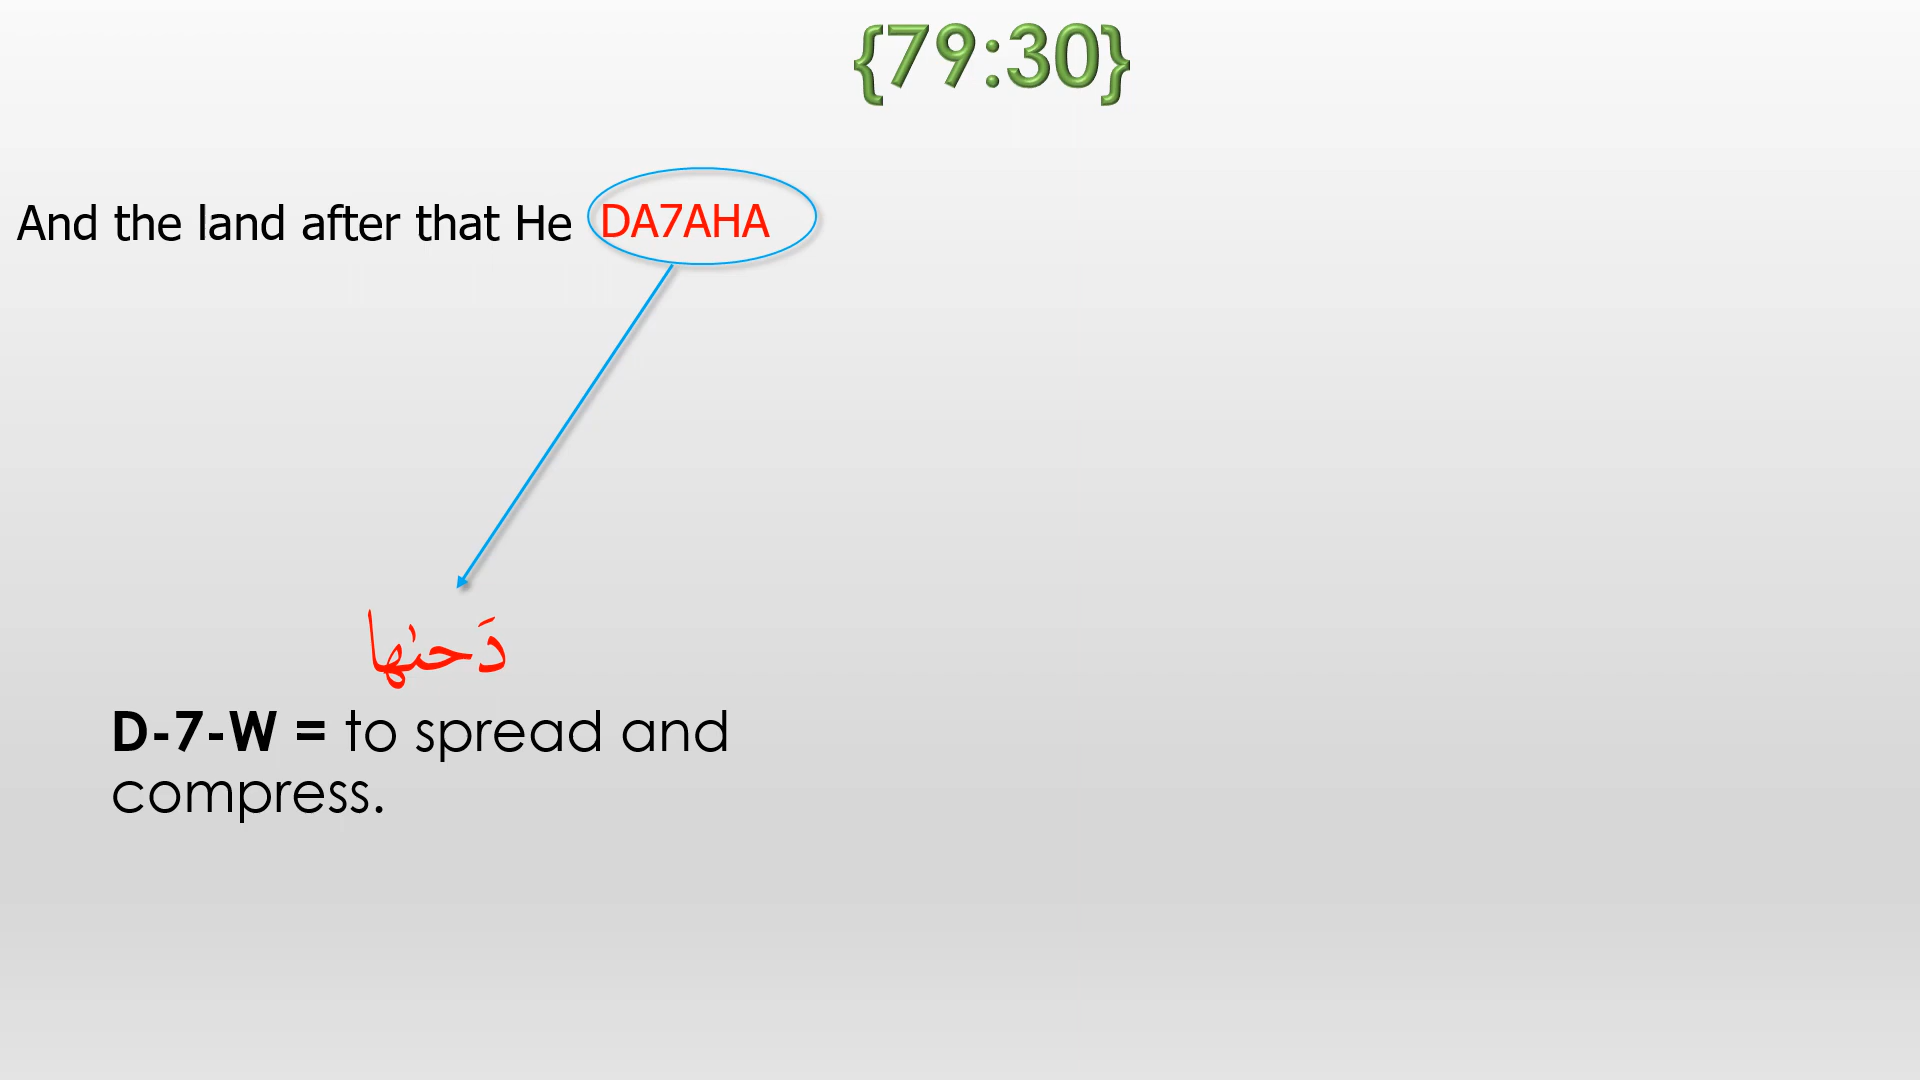 {79:30}
And the land after that He DA7AHA
دَحىٰها
D-7-W = to spread and
compress.